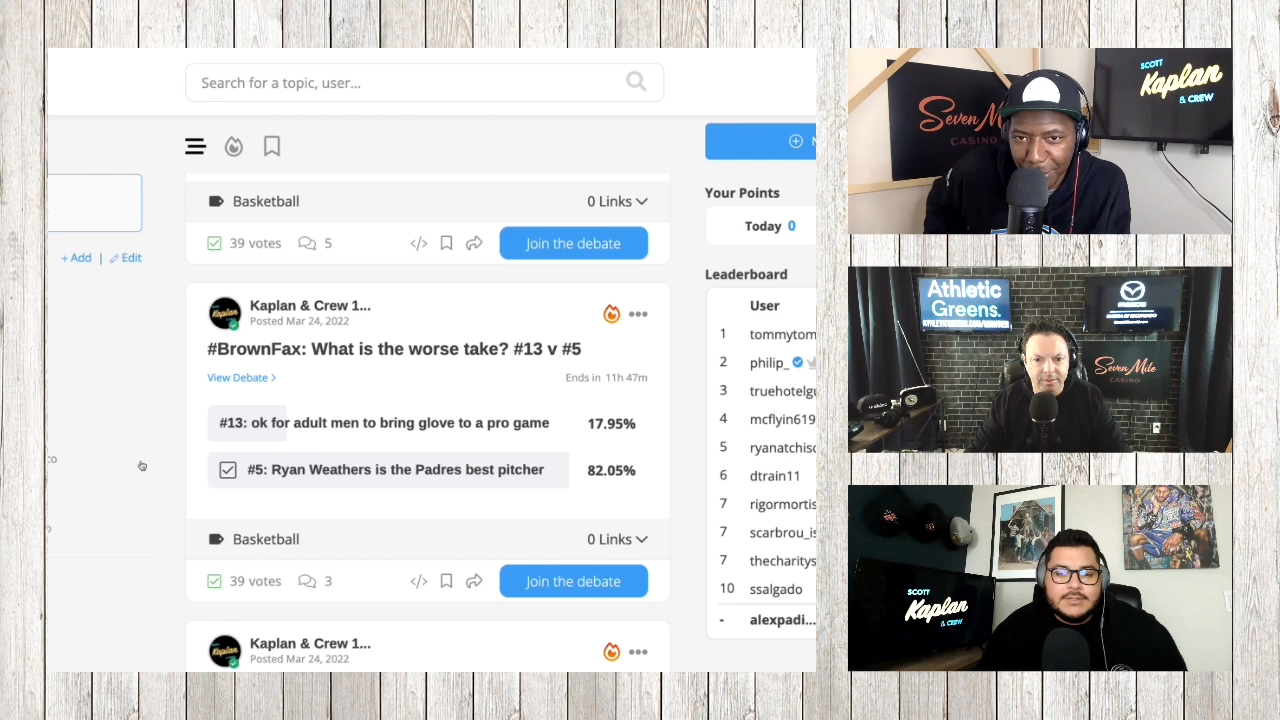 Search for a topic, user...
Your Points
Today 0
Leaderboard
User
1 tommytom
2 philip_
3 truehotelgu
4 mcflyin619
5 ryanatchiso
6 dtrain11
7 rigormortis
7 scarbrou_is
7 thecharitys
10 ssalgado
- alexpadi...
+ Add | Edit
Basketball 0 Links
39 votes 5 </> Join the debate
Kaplan & Crew 1...
Posted Mar 24, 2022
#BrownFax: What is the worse take? #13 v #5
View Debate > Ends in 11h 47m
#13: ok for adult men to bring glove to a pro game 17.95%
#5: Ryan Weathers is the Padres best pitcher 82.05%
Basketball 0 Links
39 votes 3 </> Join the debate
Kaplan & Crew 1...
Posted Mar 24, 2022
Seven M
CASINO
SCOTT
Kaplan
& CREW
Athletic
Greens.
Seven Mile
CASINO
SCOTT
Kaplan
& CREW